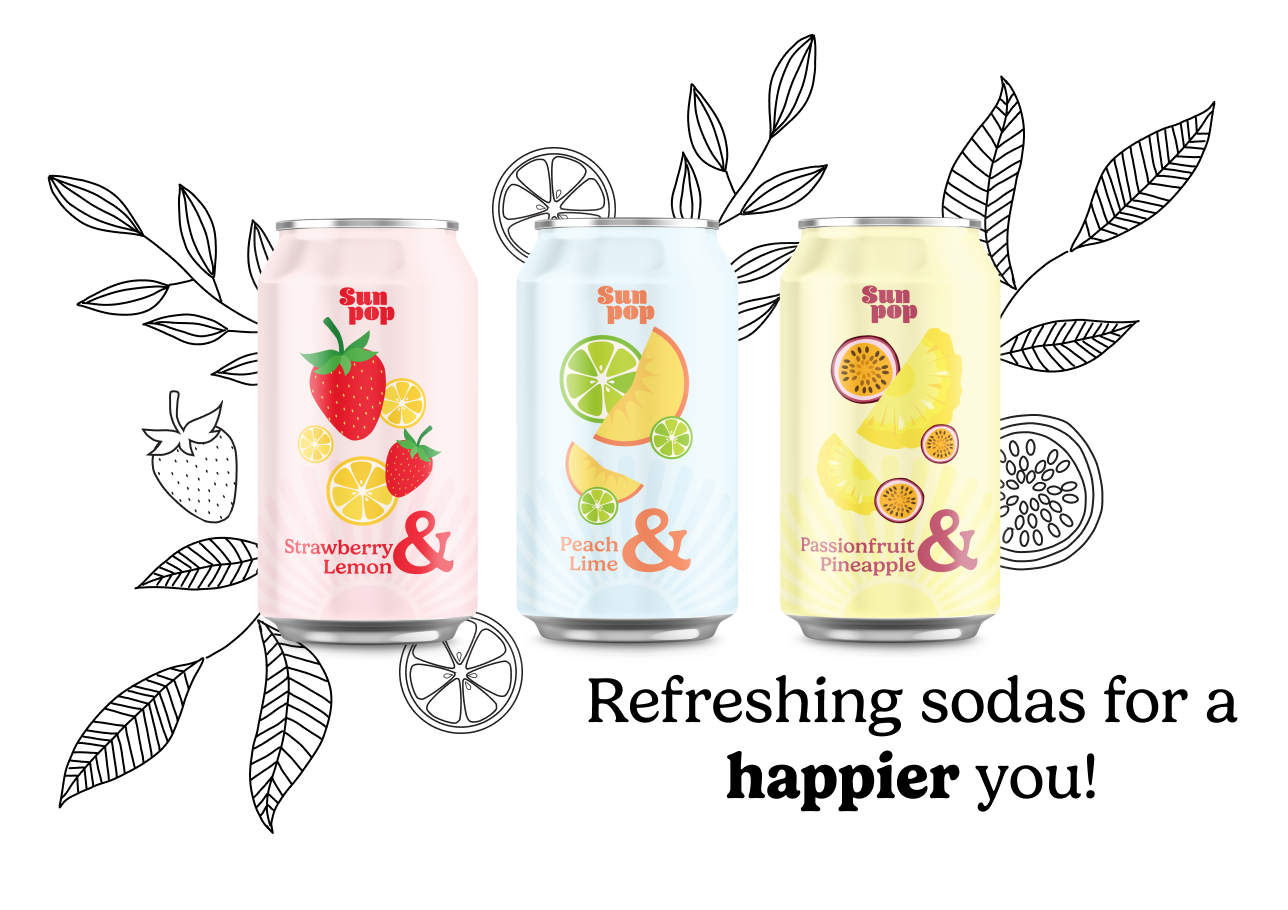 Sun
pop
Strawberry &
Lemon
Sun
pop
Peach &
Lime
Sun
pop
Passionfruit &
Pineapple
Refreshing sodas for a
happier you!